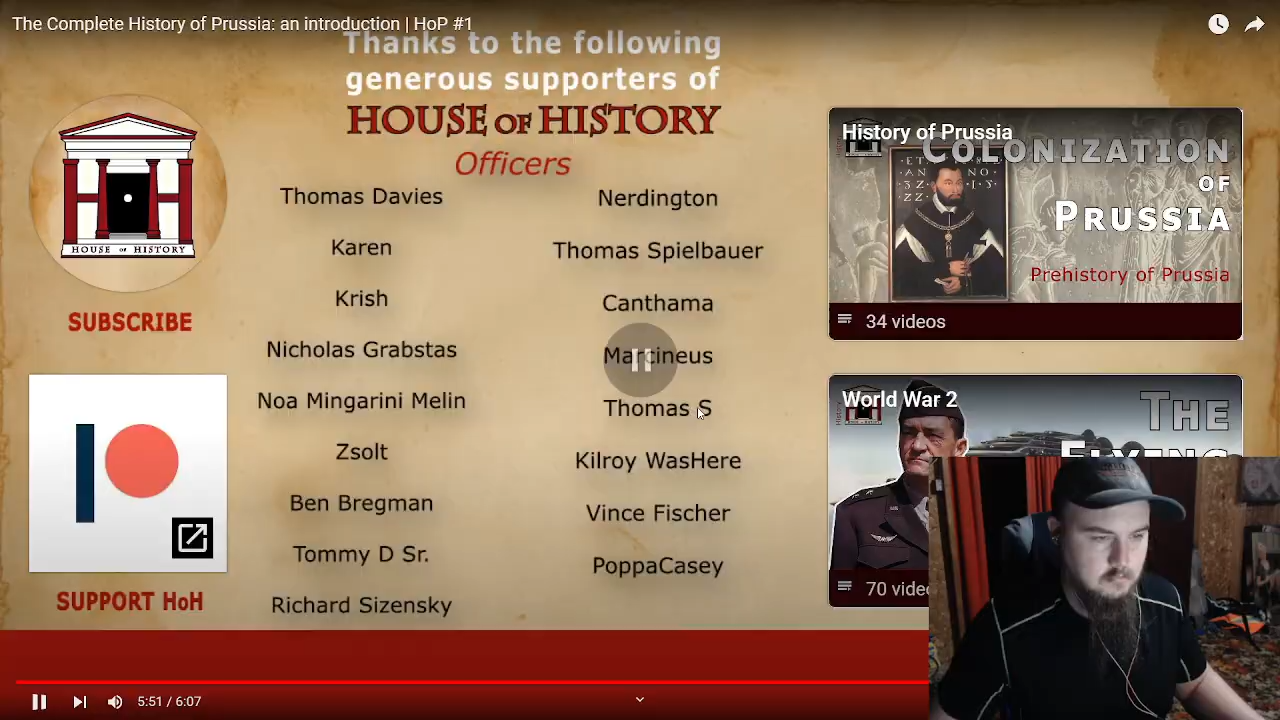 The Complete History of Prussia: an introduction | HoP #1
Thanks to the following
generous supporters of
HOUSE OF HISTORY
Officers
Thomas Davies
Karen
Krish
Nicholas Grabstas
Noa Mingarini Melin
Zsolt
Ben Bregman
Tommy D Sr.
Richard Sizensky
Nerdington
Thomas Spielbauer
Canthama
Martineus
Thomas S
Kilroy WasHere
Vince Fischer
PoppaCasey
HOUSE OF HISTORY
SUBSCRIBE
SUPPORT HoH
History of Prussia
COLONIZATION
OF
PRUSSIA
Prehistory of Prussia
34 videos
World War 2
THE
70
5:51 / 6:07